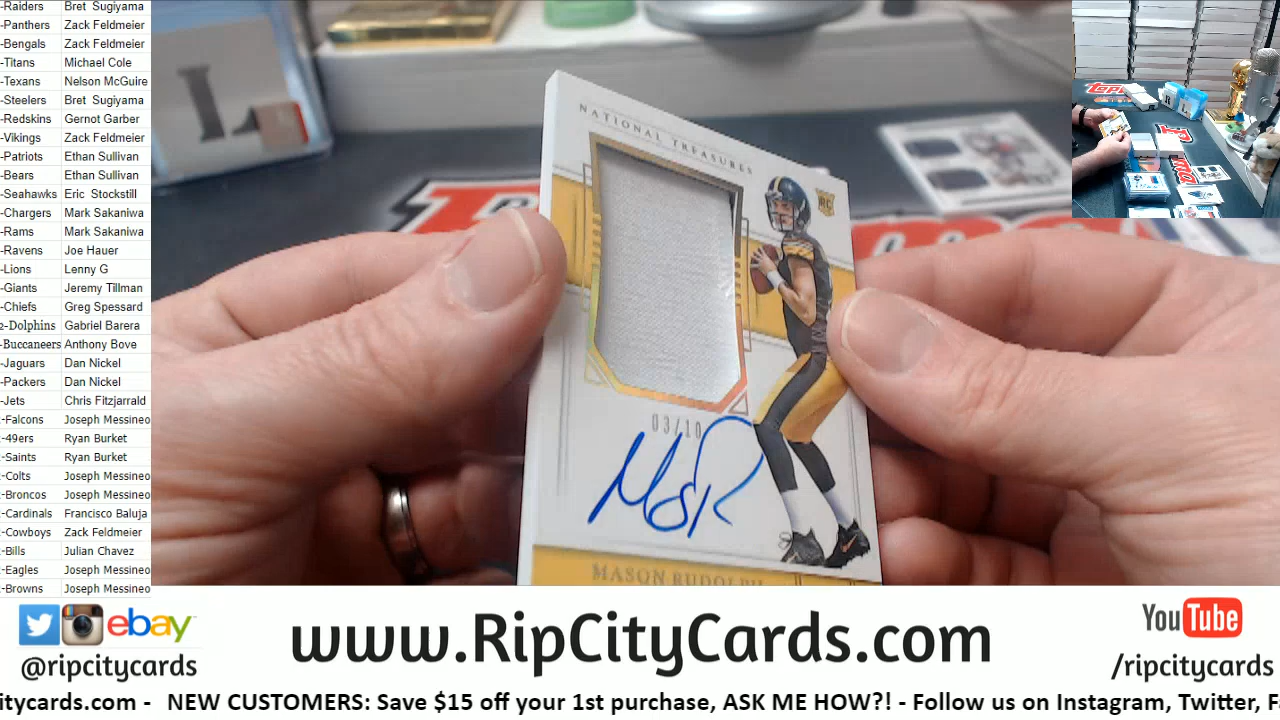 -Raiders Bret Sugiyama
-Panthers Zack Feldmeier
-Bengals Zack Feldmeier
-Titans Michael Cole
-Texans Nelson McGuire
-Steelers Bret Sugiyama
-Redskins Gernot Garber
-Vikings Zack Feldmeier
-Patriots Ethan Sullivan
-Bears Ethan Sullivan
-Seahawks Eric Stockstill
-Chargers Mark Sakaniwa
-Rams Mark Sakaniwa
-Ravens Joe Hauer
-Lions Lenny G
-Giants Jeremy Tillman
-Chiefs Greg Spessard
2-Dolphins Gabriel Barera
-Buccaneers Anthony Bove
-Jaguars Dan Nickel
-Packers Dan Nickel
-Jets Chris Fitzjarrald
-Falcons Joseph Messineo
-49ers Ryan Burket
-Saints Ryan Burket
-Colts Joseph Messineo
-Broncos Joseph Messineo
-Cardinals Francisco Baluja
-Cowboys Zack Feldmeier
-Bills Julian Chavez
-Eagles Joseph Messineo
-Browns Joseph Messineo
L
NATIONAL TREASURES
RC
03/10
MASON RUDOLPH
R L
ebay
@ripcitycards
www.RipCityCards.com
YouTube
/ripcitycards
citycards.com - NEW CUSTOMERS: Save $15 off your 1st purchase, ASK ME HOW?! - Follow us on Instagram, Twitter, F